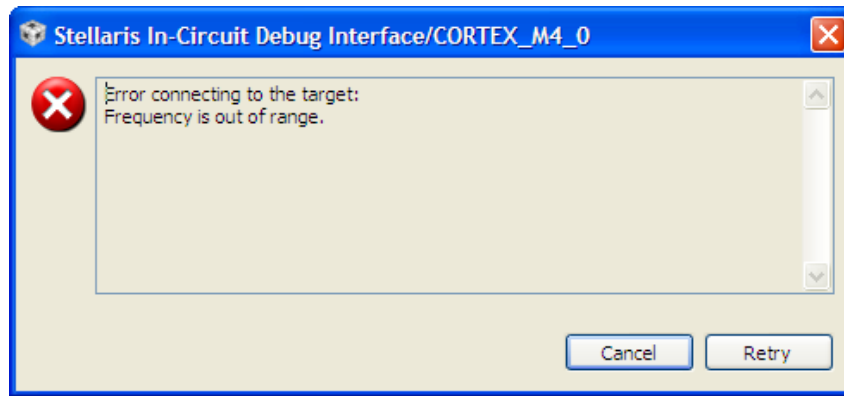 Stellaris In-Circuit Debug Interface/CORTEX_M4_0
Error connecting to the target:
Frequency is out of range.
Cancel Retry